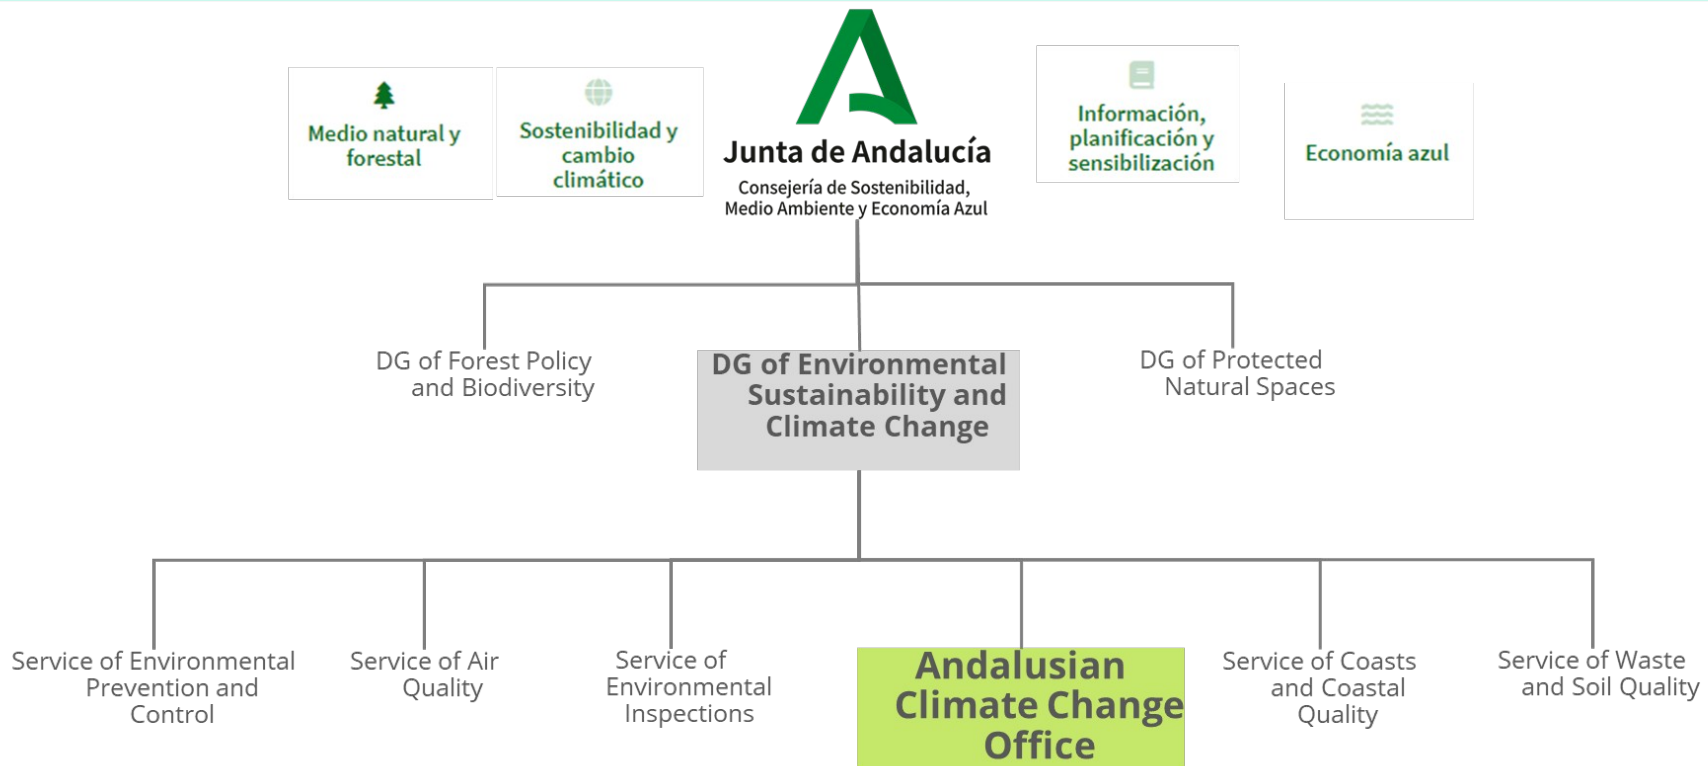 Medio natural y
forestal
Sostenibilidad y
cambio
climático
Junta de Andalucía
Consejería de Sostenibilidad,
Medio Ambiente y Economía Azul
Información,
planificación y
sensibilización
Economía azul
DG of Forest Policy
and Biodiversity
DG of Environmental
Sustainability and
Climate Change
DG of Protected
Natural Spaces
Service of Environmental
Prevention and
Control
Service of Air
Quality
Service of
Environmental
Inspections
Andalusian
Climate Change
Office
Service of Coasts
and Coastal
Quality
Service of Waste
and Soil Quality